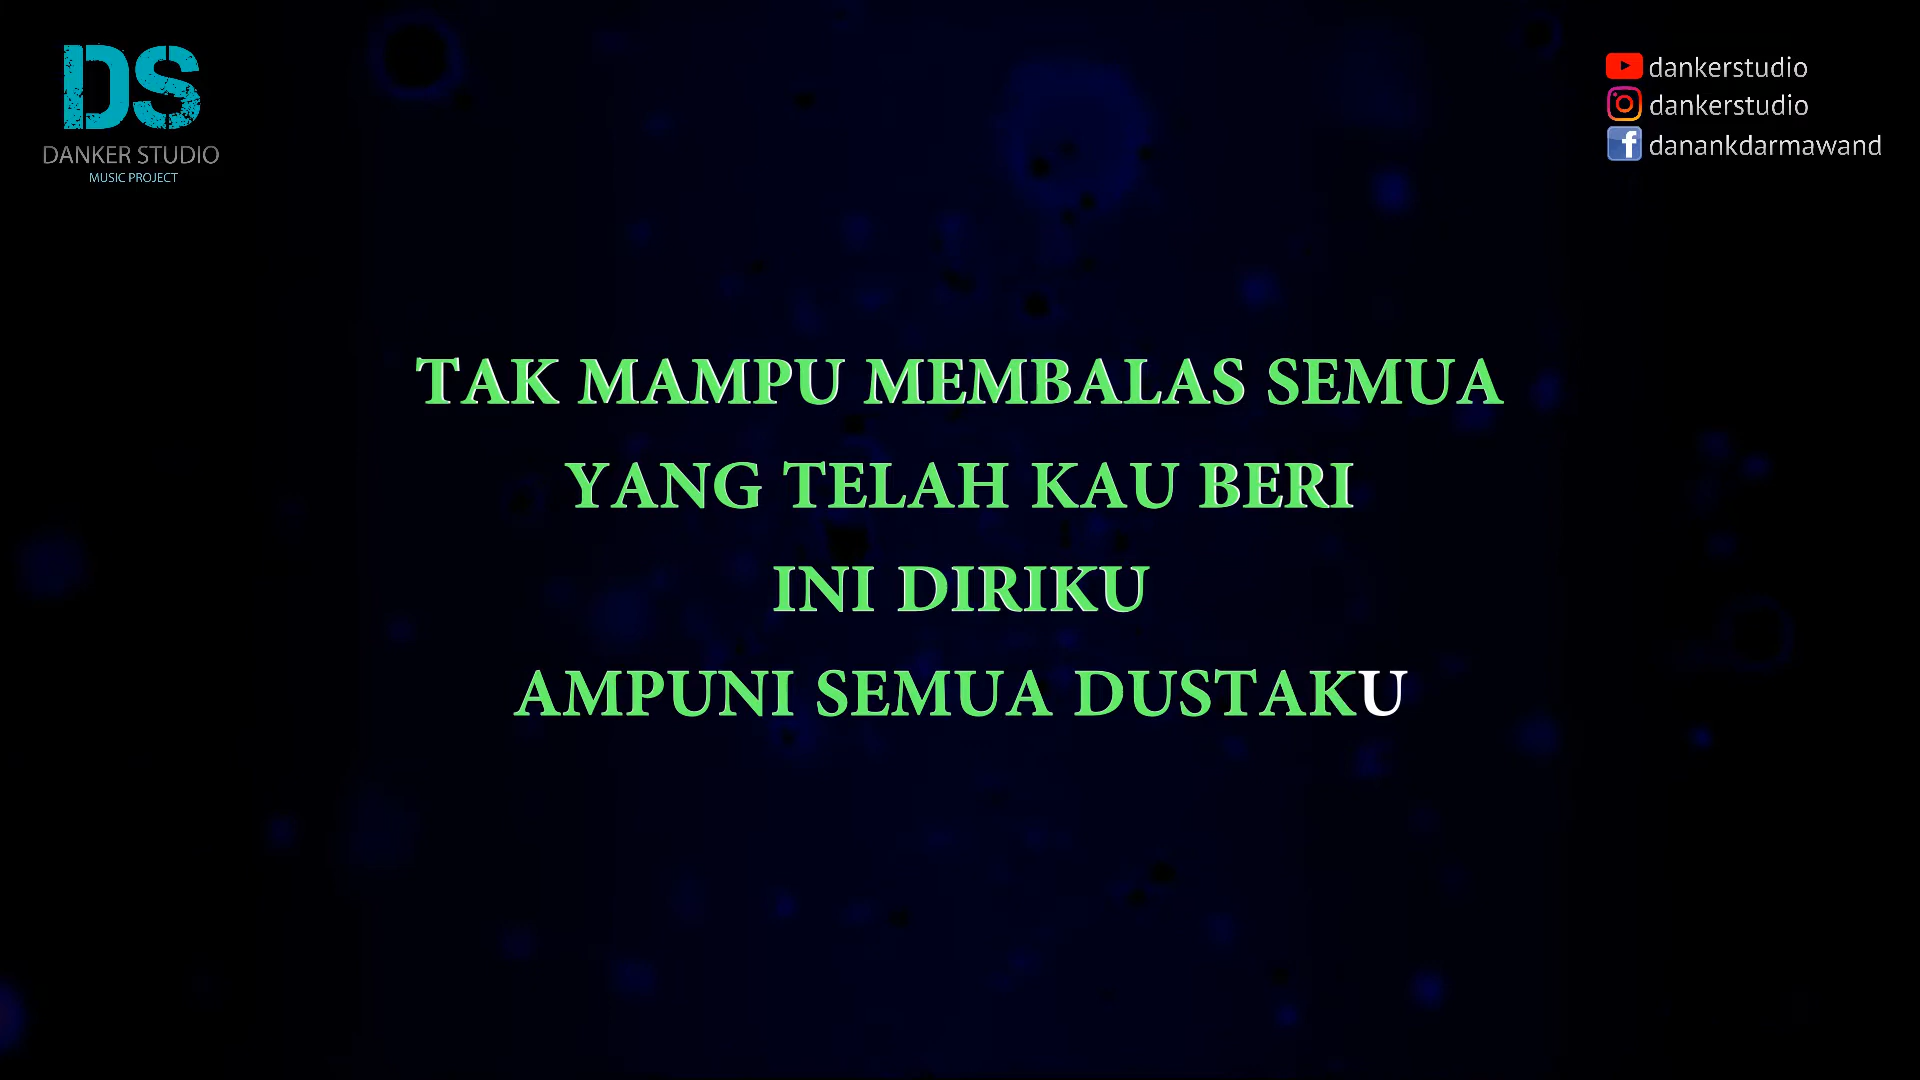 DS
DANKER STUDIO
MUSIC PROJECT
dankerstudio
dankerstudio
danankdarmawand
TAK MAMPU MEMBALAS SEMUA
YANG TELAH KAU BERI
INI DIRIKU
AMPUNI SEMUA DUSTAKU